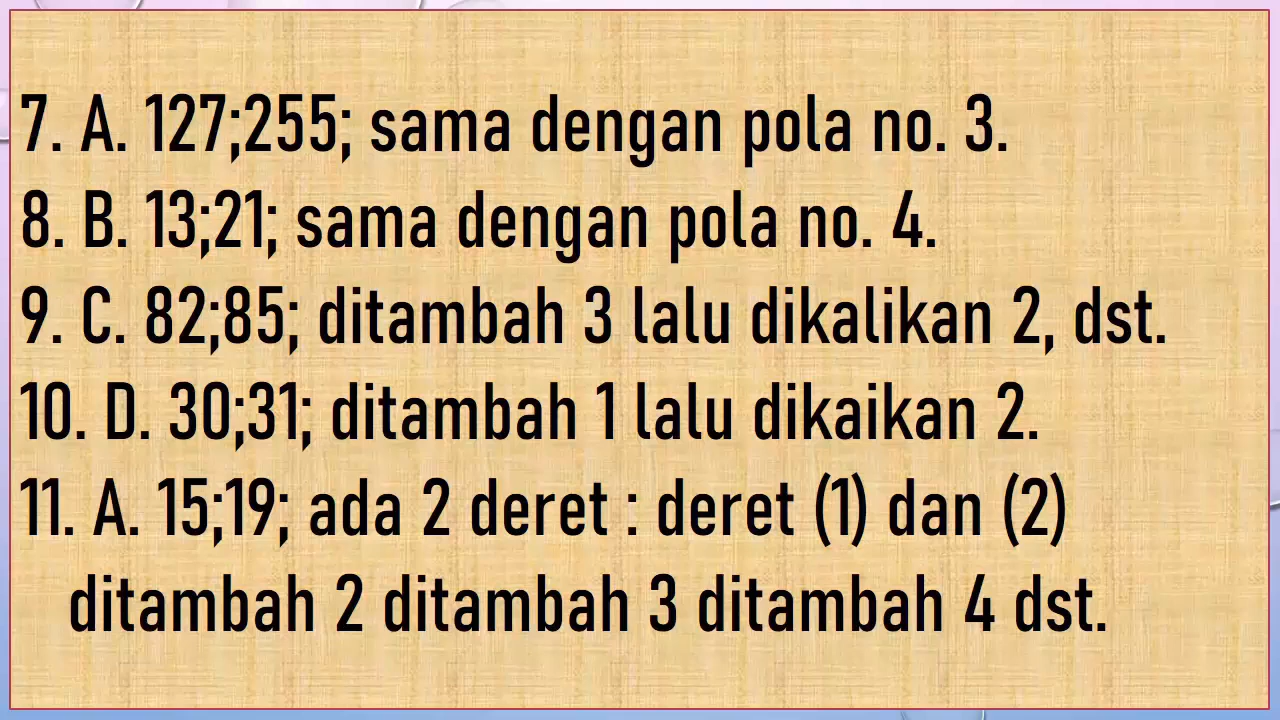 7. A. 127;255; sama dengan pola no. 3.
8. B. 13;21; sama dengan pola no. 4.
9. C. 82;85; ditambah 3 lalu dikalikan 2, dst.
10. D. 30;31; ditambah 1 lalu dikaikan 2.
11. A. 15;19; ada 2 deret : deret (1) dan (2)
ditambah 2 ditambah 3 ditambah 4 dst.